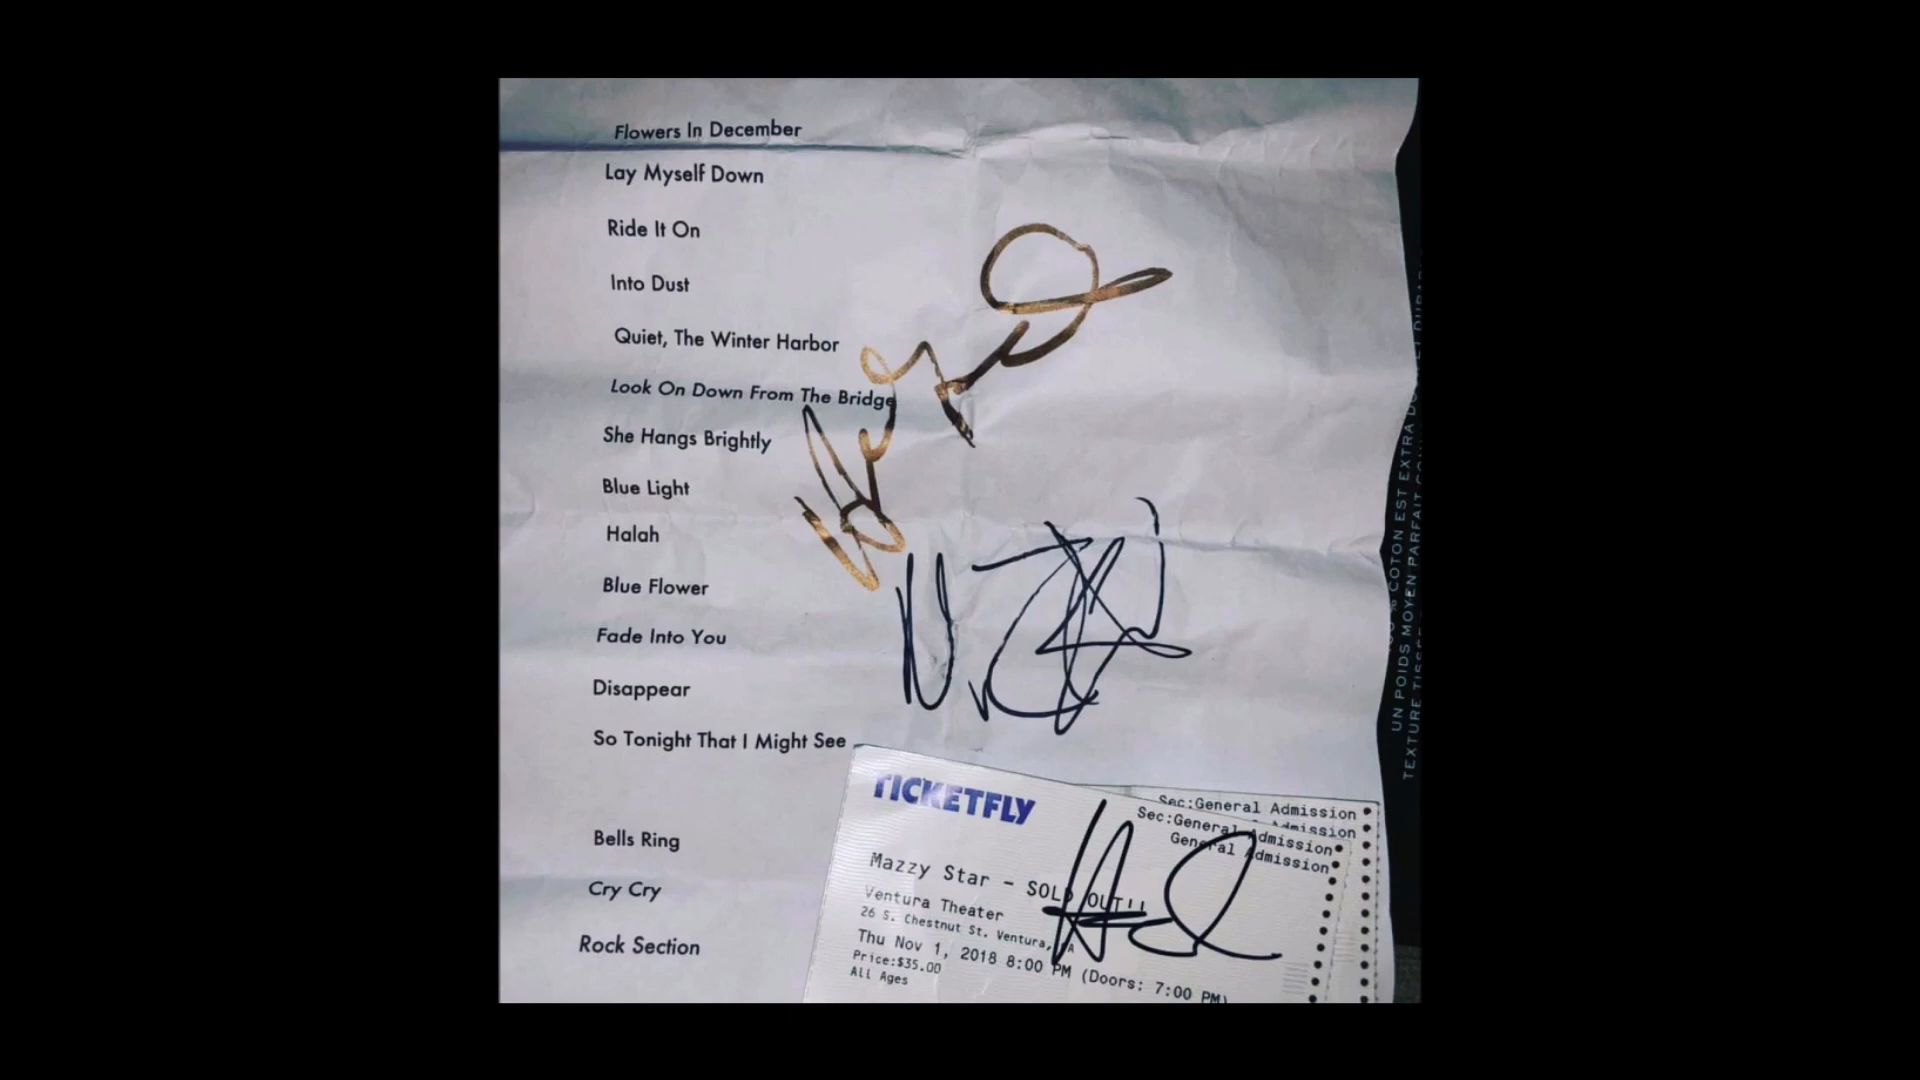 Flowers In December
Lay Myself Down
Ride It On
Into Dust
Quiet, The Winter Harbor
Look On Down From The Bridge
She Hangs Brightly
Blue Light
Halah
Blue Flower
Fade Into You
Disappear
So Tonight That I Might See
Bells Ring
Cry Cry
Rock Section
TICKETFLY
Sec:General Admission
Admission
Sec:General Admission
General Admission
Mazzy Star - SOLD OUT!!
Ventura Theater
26 S. Chestnut St. Ventura, CA
Thu Nov 1, 2018 8:00 PM (Doors: 7:00 PM)
Price:$35.00
All Ages
% COTON EST EXTRA
UN POIDS MOYEN PARFAIT
TEXTURE